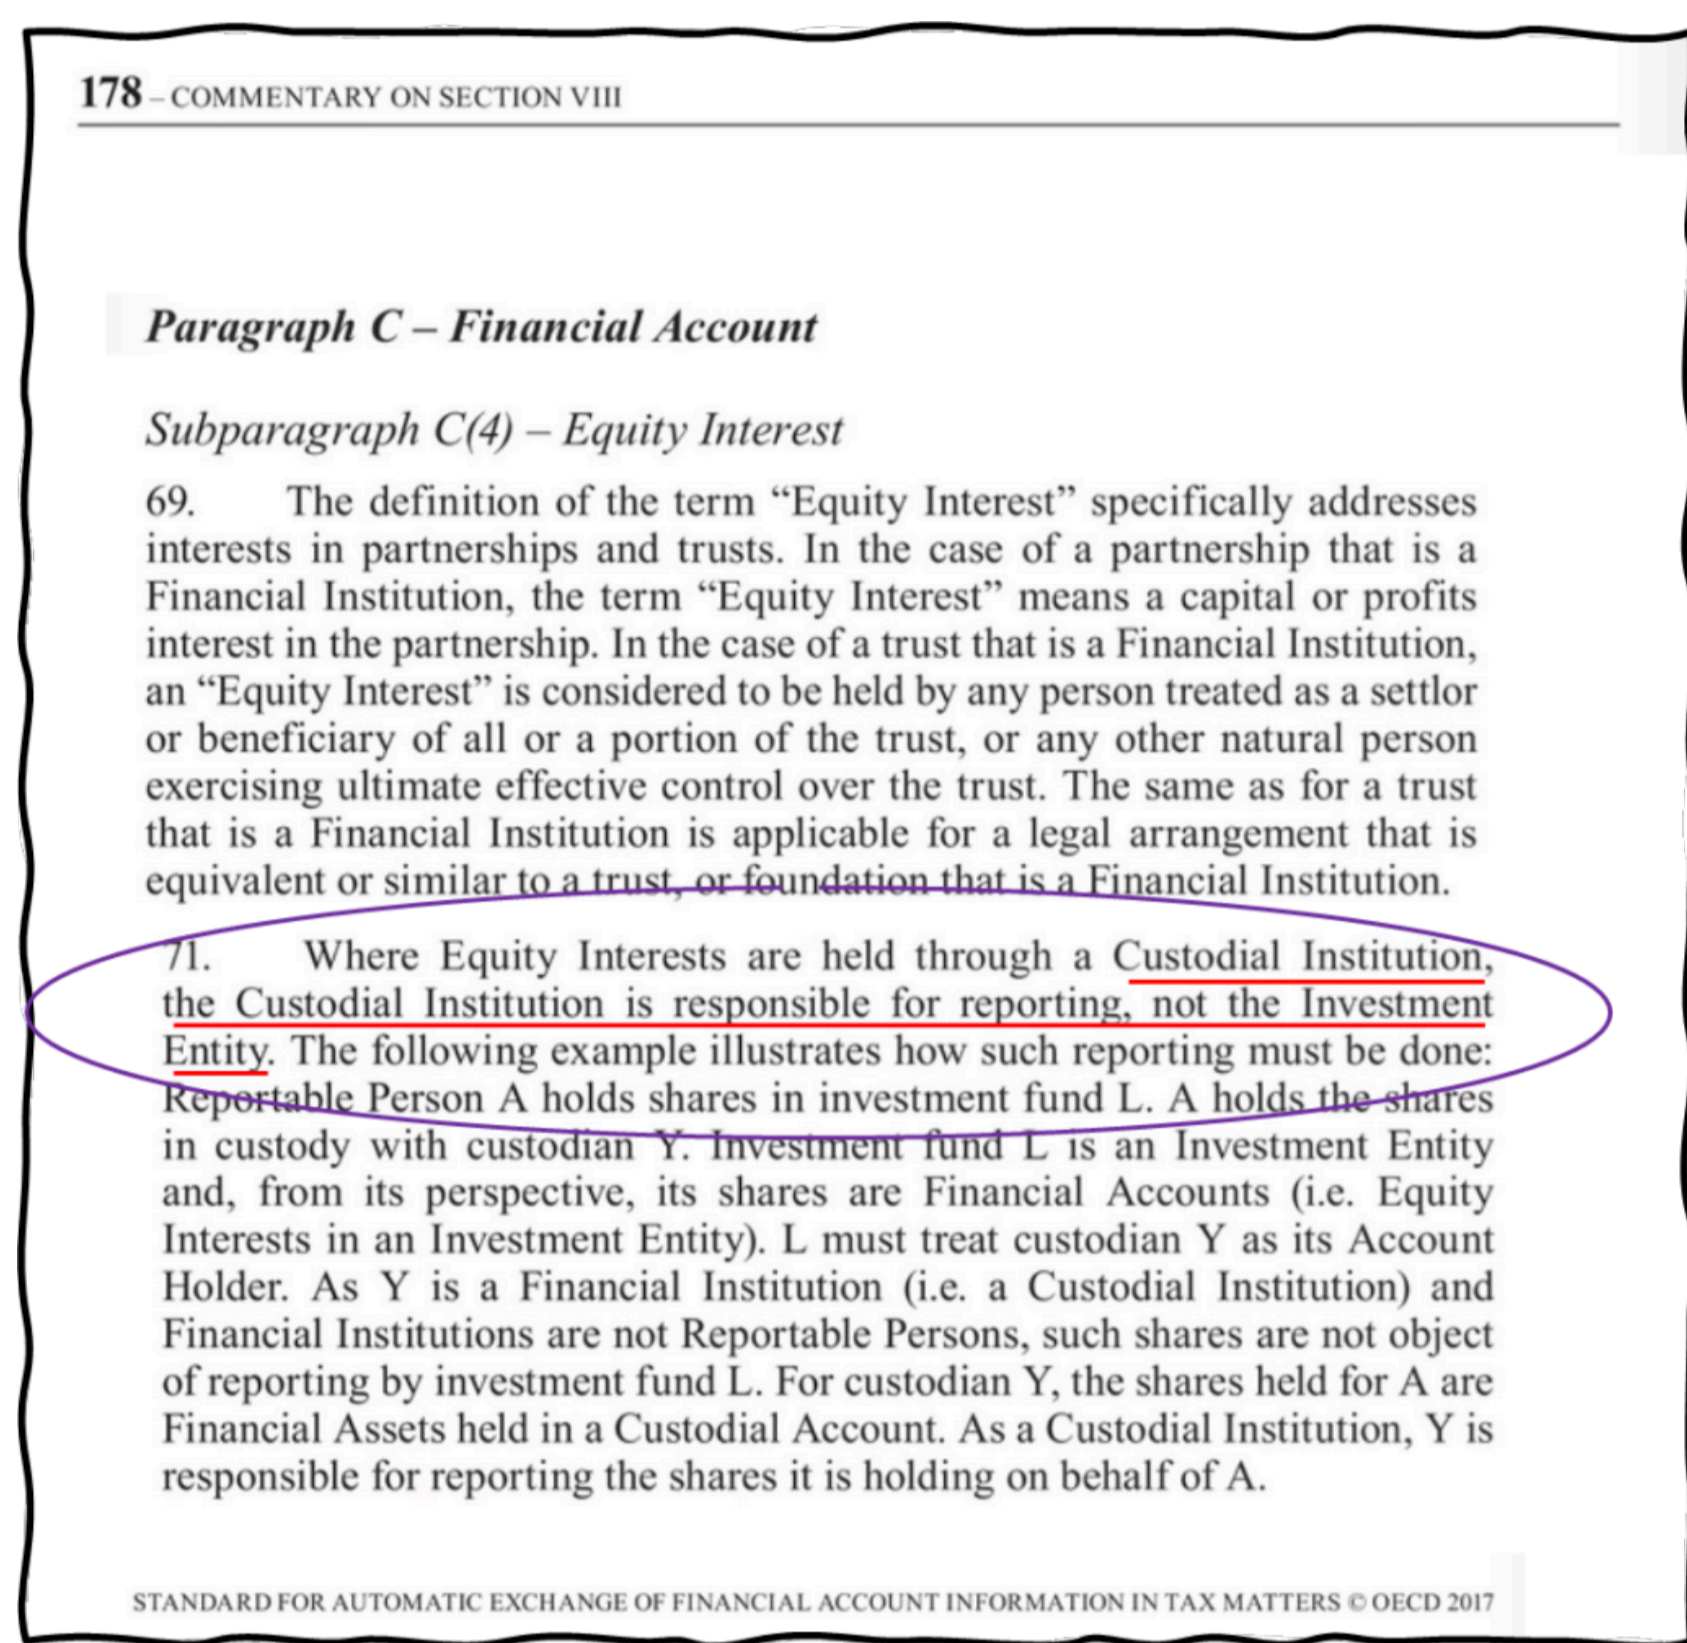 178 – COMMENTARY ON SECTION VIII
Paragraph C – Financial Account
Subparagraph C(4) – Equity Interest
69. The definition of the term “Equity Interest” specifically addresses
interests in partnerships and trusts. In the case of a partnership that is a
Financial Institution, the term “Equity Interest” means a capital or profits
interest in the partnership. In the case of a trust that is a Financial Institution,
an “Equity Interest” is considered to be held by any person treated as a settlor
or beneficiary of all or a portion of the trust, or any other natural person
exercising ultimate effective control over the trust. The same as for a trust
that is a Financial Institution is applicable for a legal arrangement that is
equivalent or similar to a trust, or foundation that is a Financial Institution.
71. Where Equity Interests are held through a Custodial Institution,
the Custodial Institution is responsible for reporting, not the Investment
Entity. The following example illustrates how such reporting must be done:
Reportable Person A holds shares in investment fund L. A holds the shares
in custody with custodian Y. Investment fund L is an Investment Entity
and, from its perspective, its shares are Financial Accounts (i.e. Equity
Interests in an Investment Entity). L must treat custodian Y as its Account
Holder. As Y is a Financial Institution (i.e. a Custodial Institution) and
Financial Institutions are not Reportable Persons, such shares are not object
of reporting by investment fund L. For custodian Y, the shares held for A are
Financial Assets held in a Custodial Account. As a Custodial Institution, Y is
responsible for reporting the shares it is holding on behalf of A.
STANDARD FOR AUTOMATIC EXCHANGE OF FINANCIAL ACCOUNT INFORMATION IN TAX MATTERS © OECD 2017